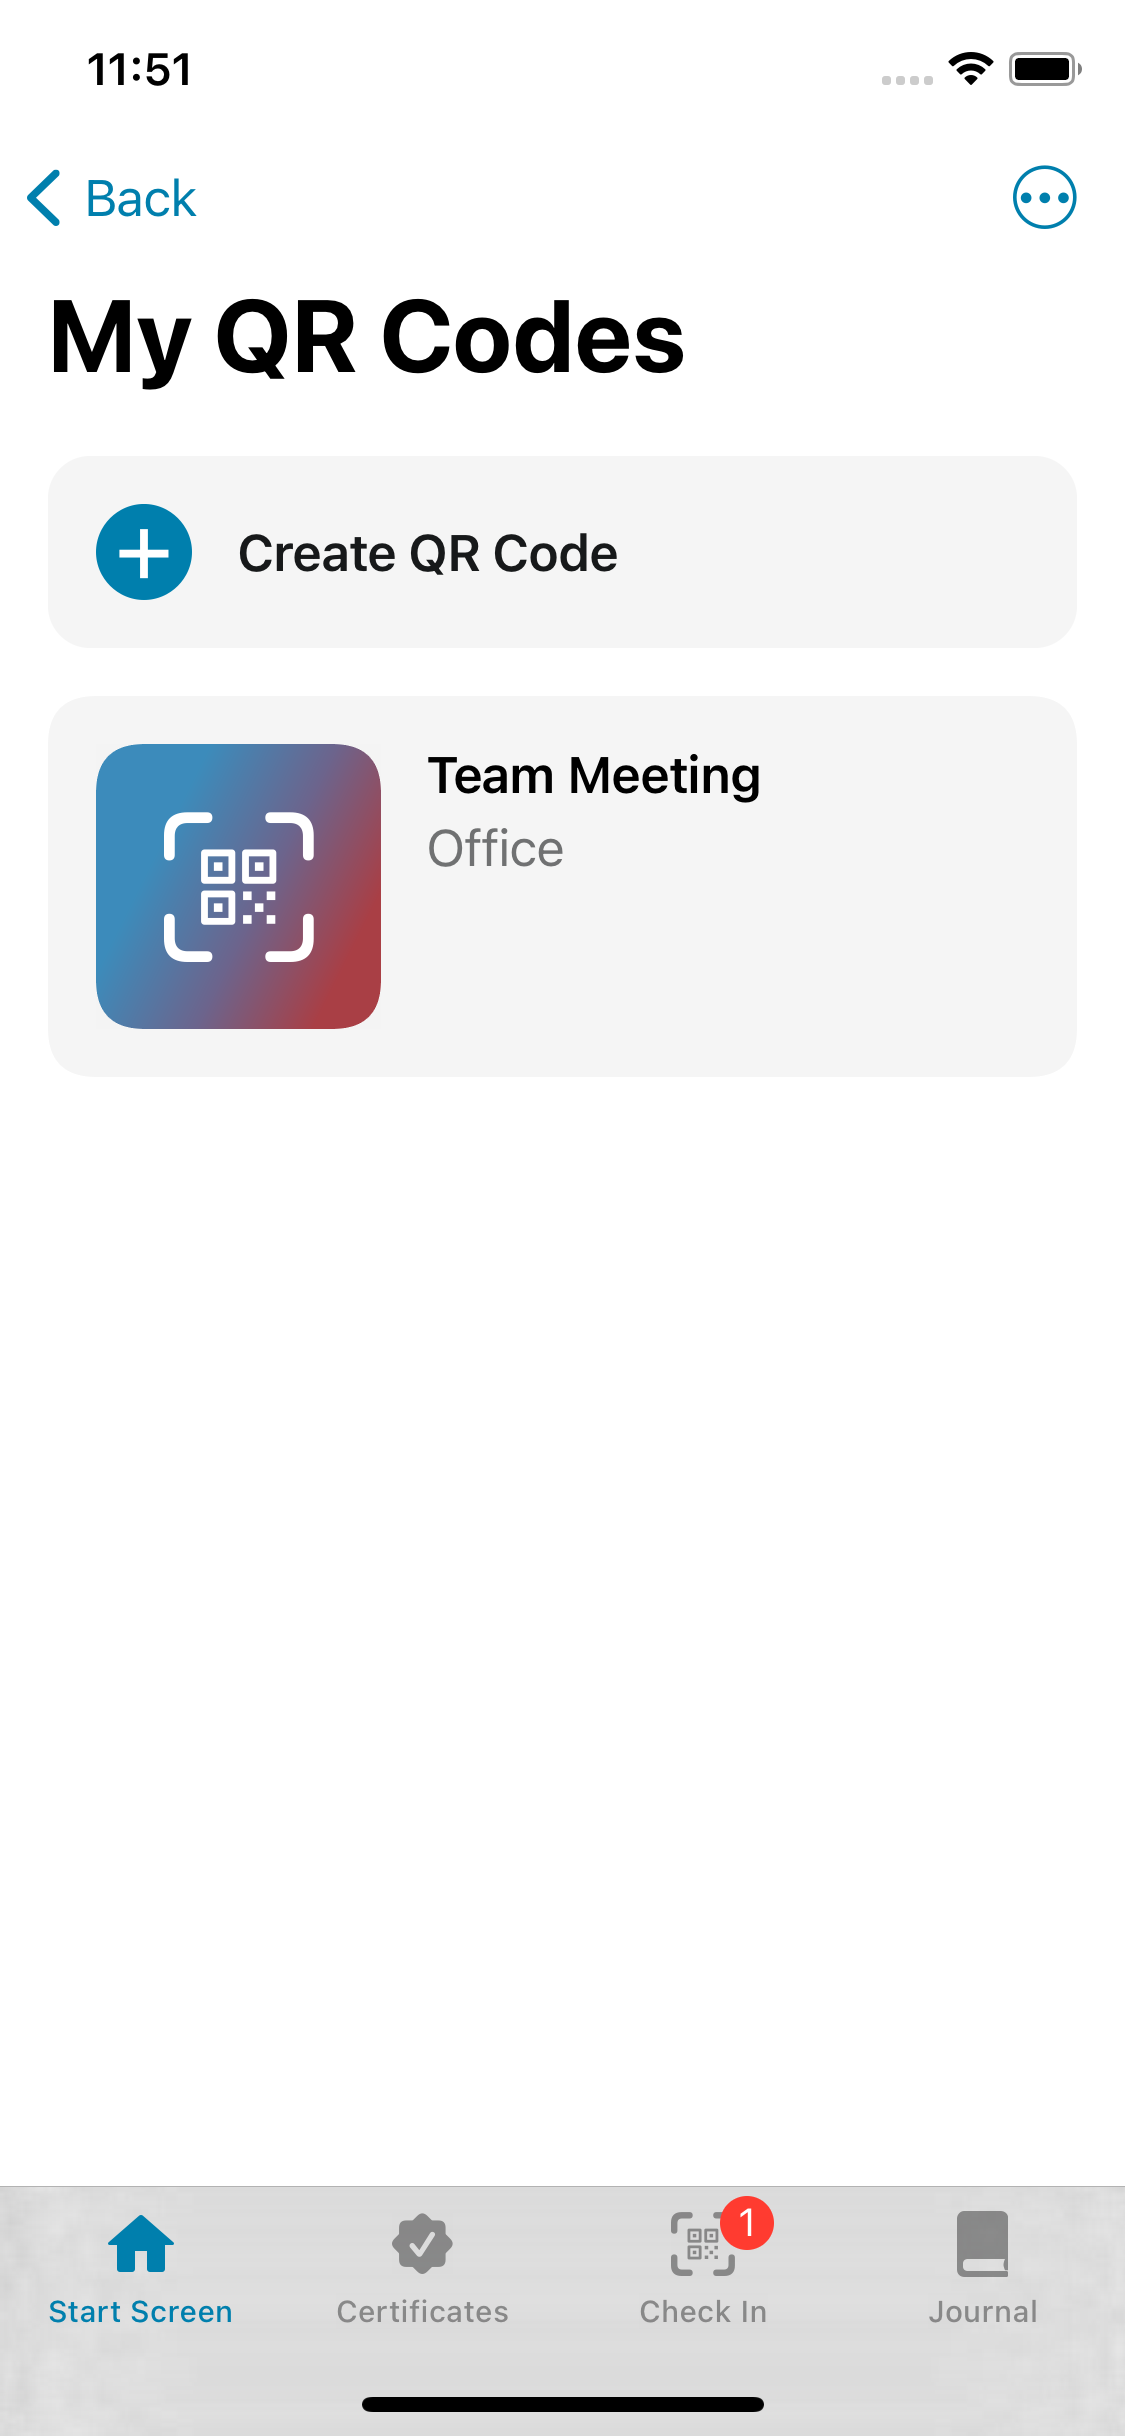 11:51
Back
My QR Codes
Create QR Code
Team Meeting
Office
1
Start Screen
Certificates
Check In
Journal